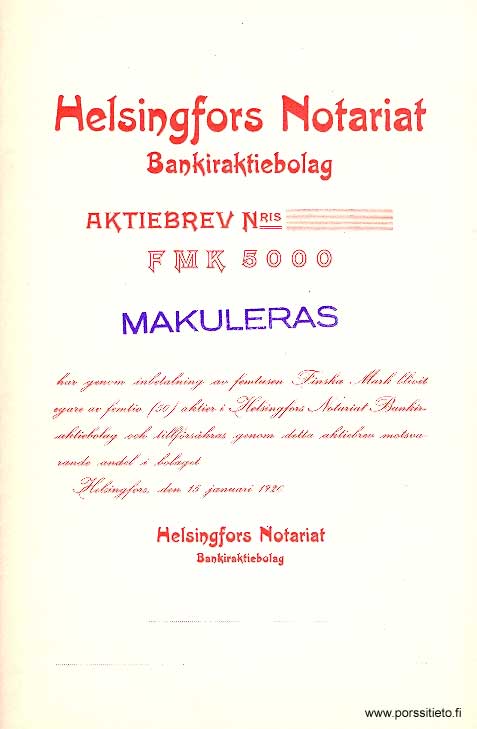 Helsingfors Notariat
Bankiraktiebolag
AKTIEBREV NRIS
FMK 5000
MAKULERAS
har genom inbetalning av femtusen Finska Mark blivit
egare av femtio (50) aktier i Helsingfors Notariat Bankir-
aktiebolag och tillförsäkras genom detta aktiebrev motsva-
rande andel i bolaget
Helsingfors, den 15 januari 1920
Helsingfors Notariat
Bankiraktiebolag
www.porssitieto.fi